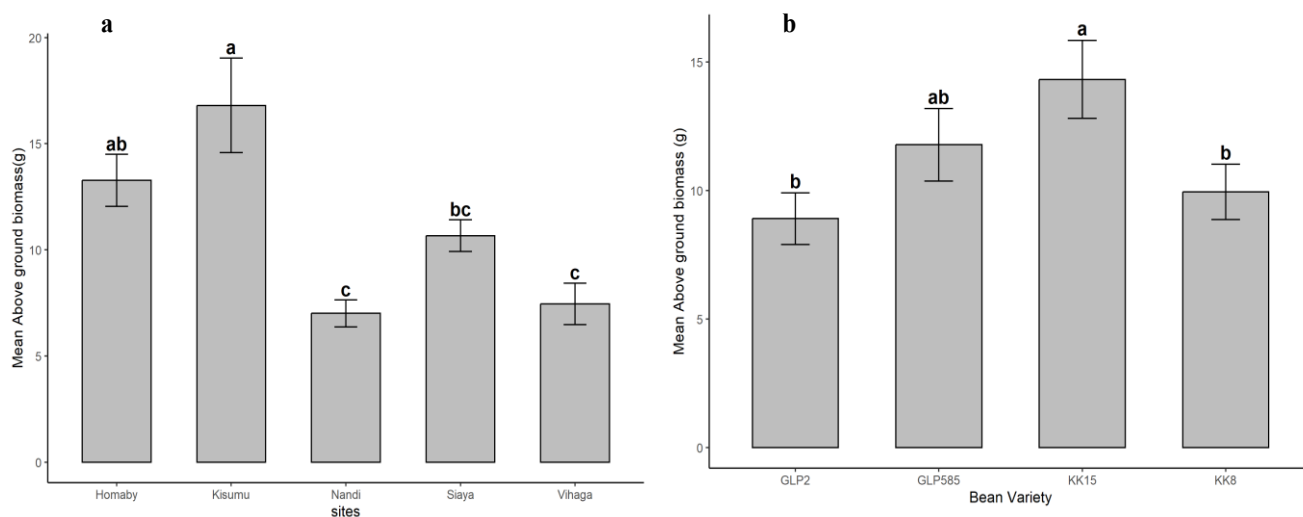 a
Mean Above ground biomass(g)
20
15
10
5
0
ab
a
c
bc
c
Homaby Kisumu Nandi Siaya Vihaga
sites
b
Mean Above ground biomass (g)
15
10
5
0
b
ab
a
b
GLP2 GLP585 KK15 KK8
Bean Variety